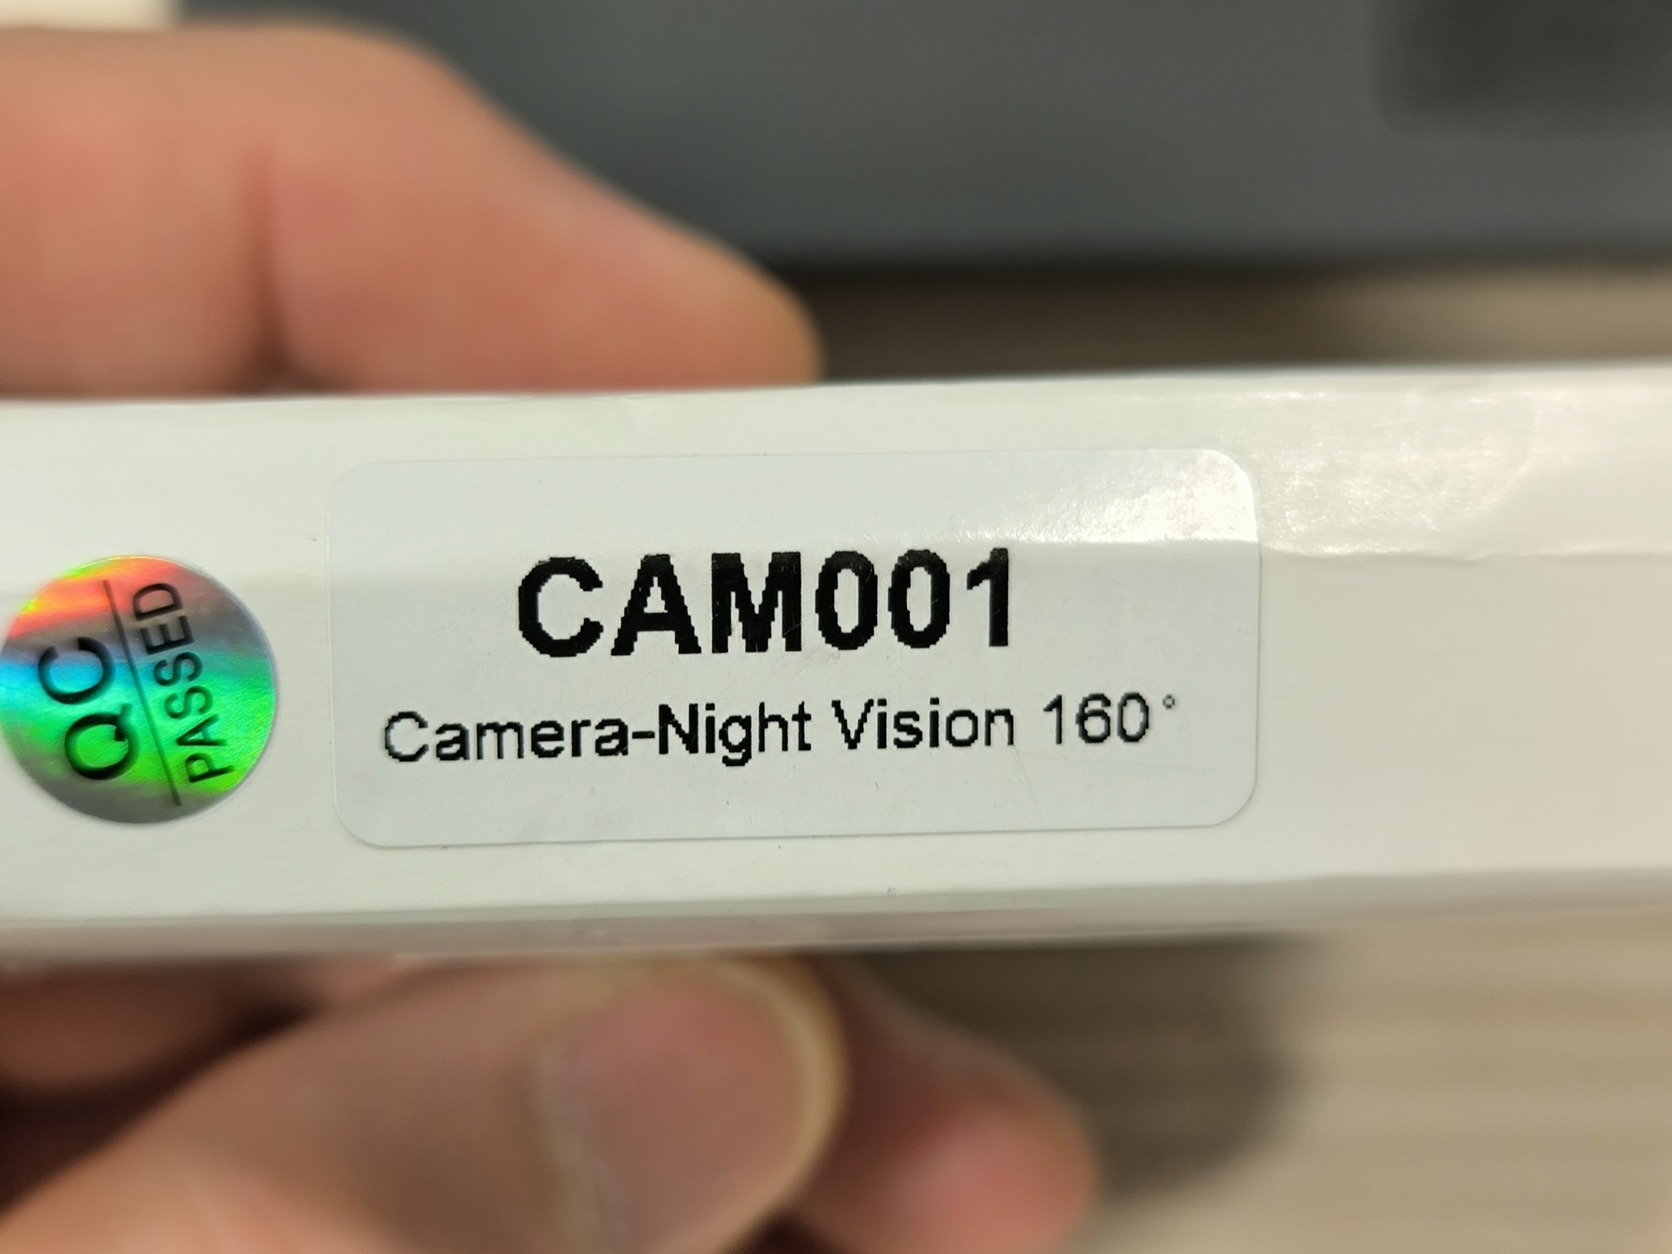 QC
PASSED
CAM001
Camera-Night Vision 160°